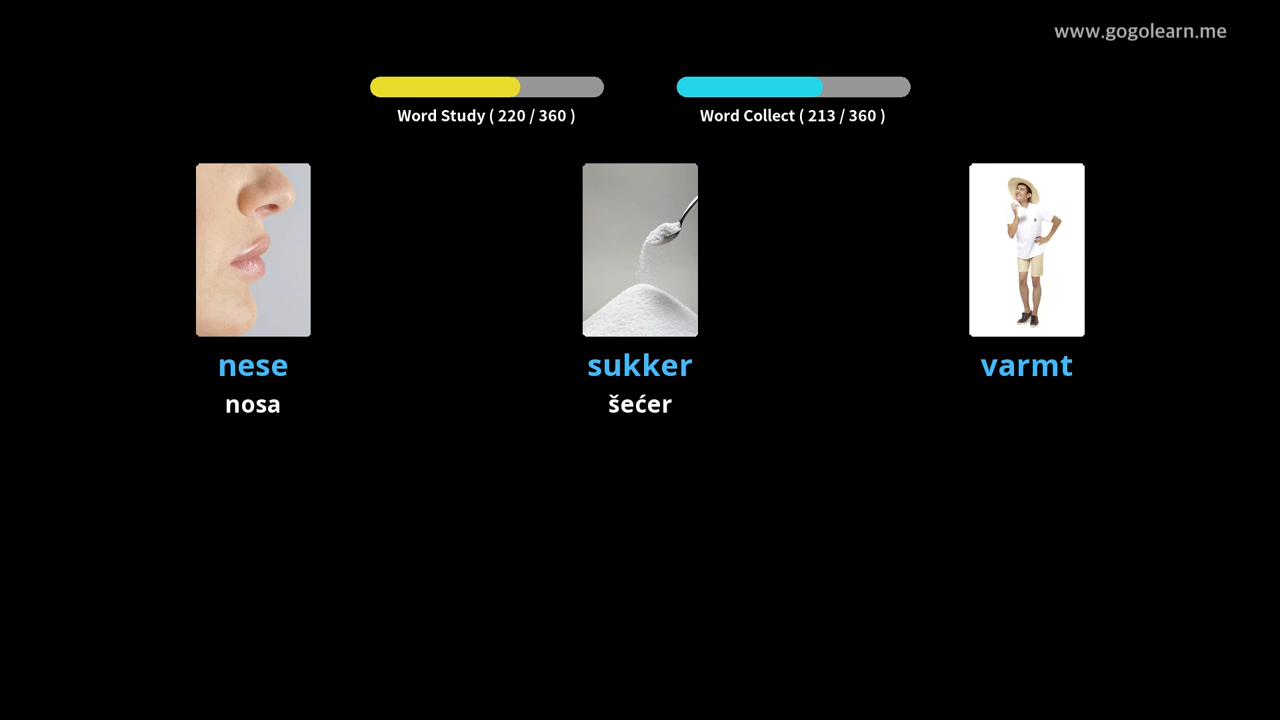 www.gogolearn.me
Word Study ( 220 / 360 )
Word Collect ( 213 / 360 )
nese
sukker
varmt
nosa
šećer